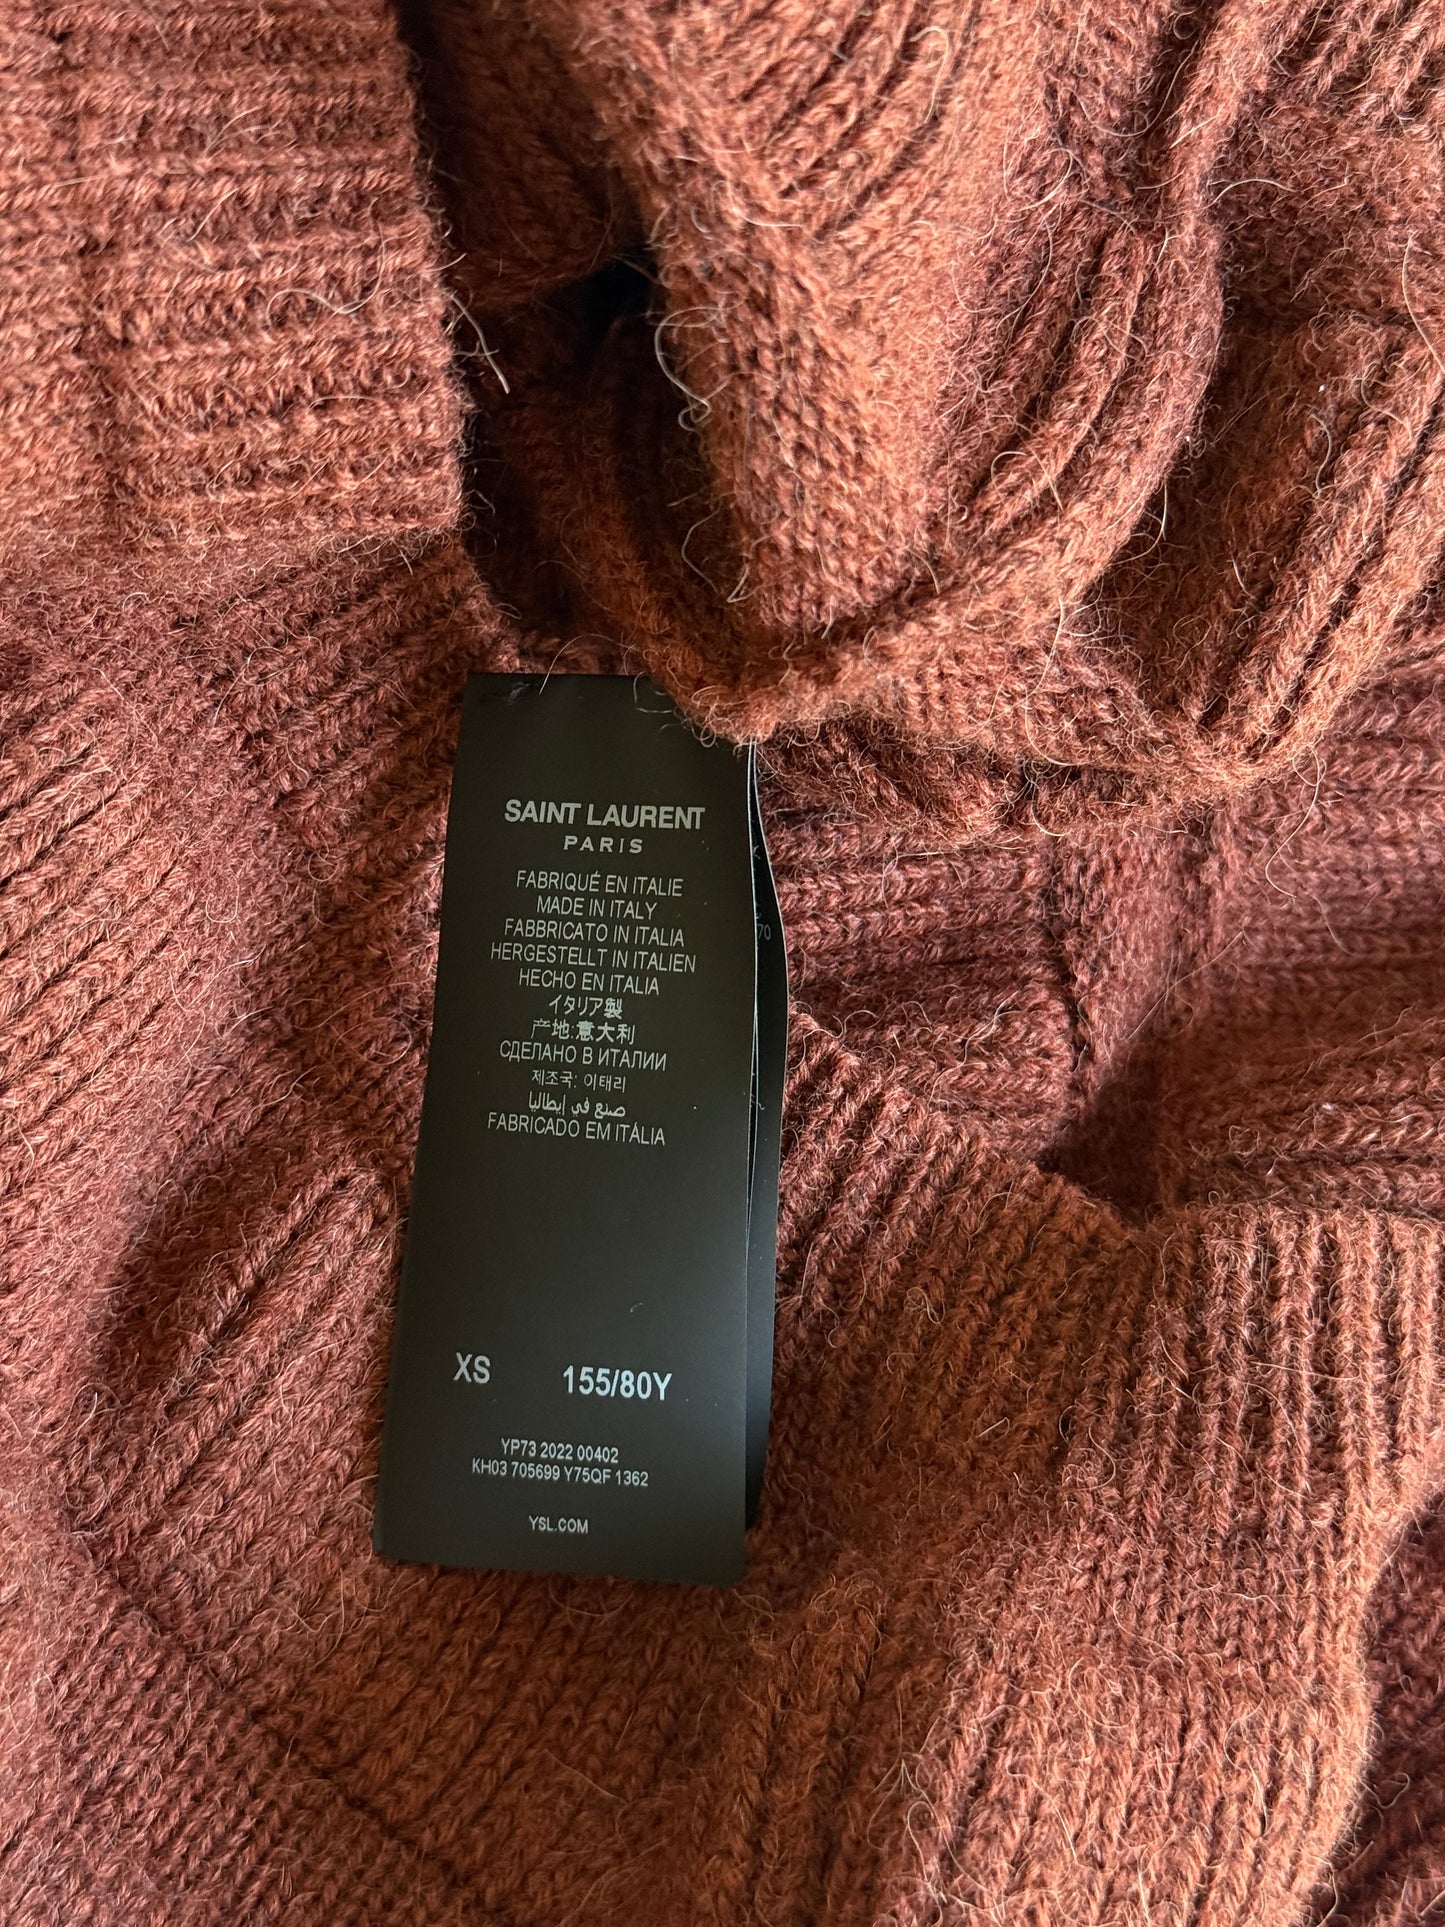 SAINT LAURENT
PARIS
FABRIQUÉ EN ITALIE
MADE IN ITALY
FABBRICATO IN ITALIA
HERGESTELLT IN ITALIEN
HECHO EN ITALIA
イタリア製
产地:意大利
СДЕЛАНО В ИТАЛИИ
제조국: 이태리
صنع في إيطاليا
FABRICADO EM ITÁLIA
XS 155/80Y
YP73 2022 00402
KH03 705699 Y75QF 1362
YSL.COM
70